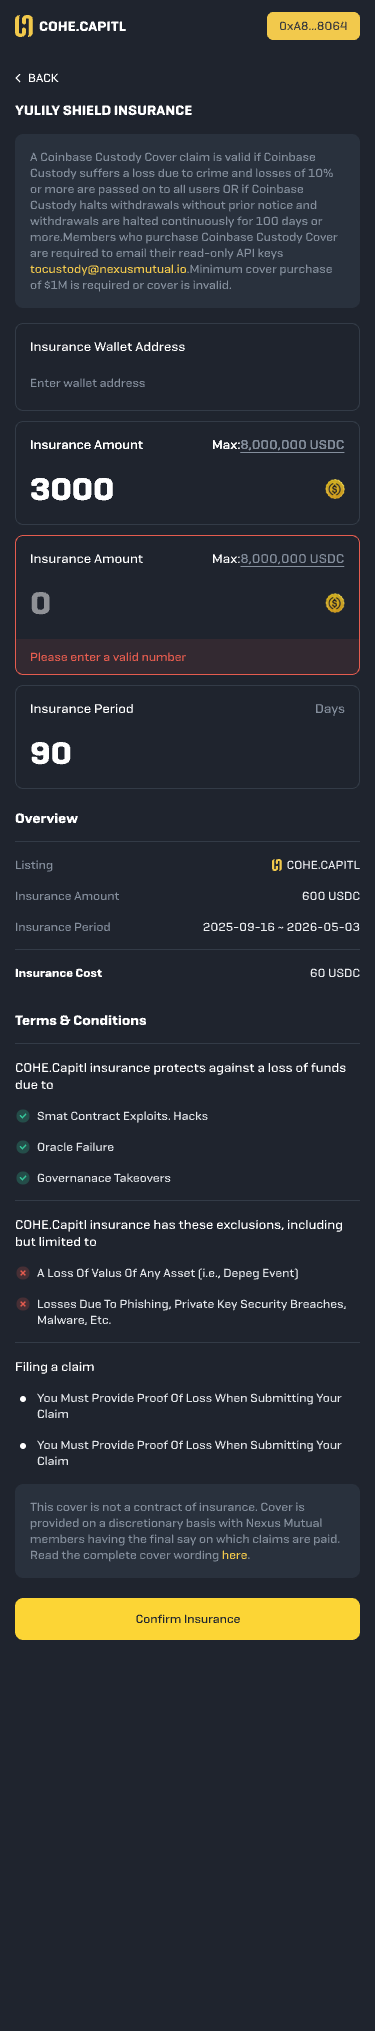 COHE.CAPITL
0xA8...8064
BACK
YULILY SHIELD INSURANCE
A Coinbase Custody Cover claim is valid if Coinbase
Custody suffers a loss due to crime and losses of 10%
or more are passed on to all users OR if Coinbase
Custody halts withdrawals without prior notice and
withdrawals are halted continuously for 100 days or
more.Members who purchase Coinbase Custody Cover
are required to email their read-only API keys
tocustody@nexusmutual.io.Minimum cover purchase
of $1M is required or cover is invalid.
Insurance Wallet Address
Enter wallet address
Insurance Amount Max:8,000,000 USDC
3000
Insurance Amount Max:8,000,000 USDC
0
Please enter a valid number
Insurance Period Days
90
Overview
Listing COHE.CAPITL
Insurance Amount 600 USDC
Insurance Period 2025-09-16 ~ 2026-05-03
Insurance Cost 60 USDC
Terms & Conditions
COHE.Capitl insurance protects against a loss of funds
due to
Smat Contract Exploits. Hacks
Oracle Failure
Governanace Takeovers
COHE.Capitl insurance has these exclusions, including
but limited to
A Loss Of Valus Of Any Asset (i.e., Depeg Event)
Losses Due To Phishing, Private Key Security Breaches,
Malware, Etc.
Filing a claim
You Must Provide Proof Of Loss When Submitting Your
Claim
You Must Provide Proof Of Loss When Submitting Your
Claim
This cover is not a contract of insurance. Cover is
provided on a discretionary basis with Nexus Mutual
members having the final say on which claims are paid.
Read the complete cover wording here.
Confirm Insurance